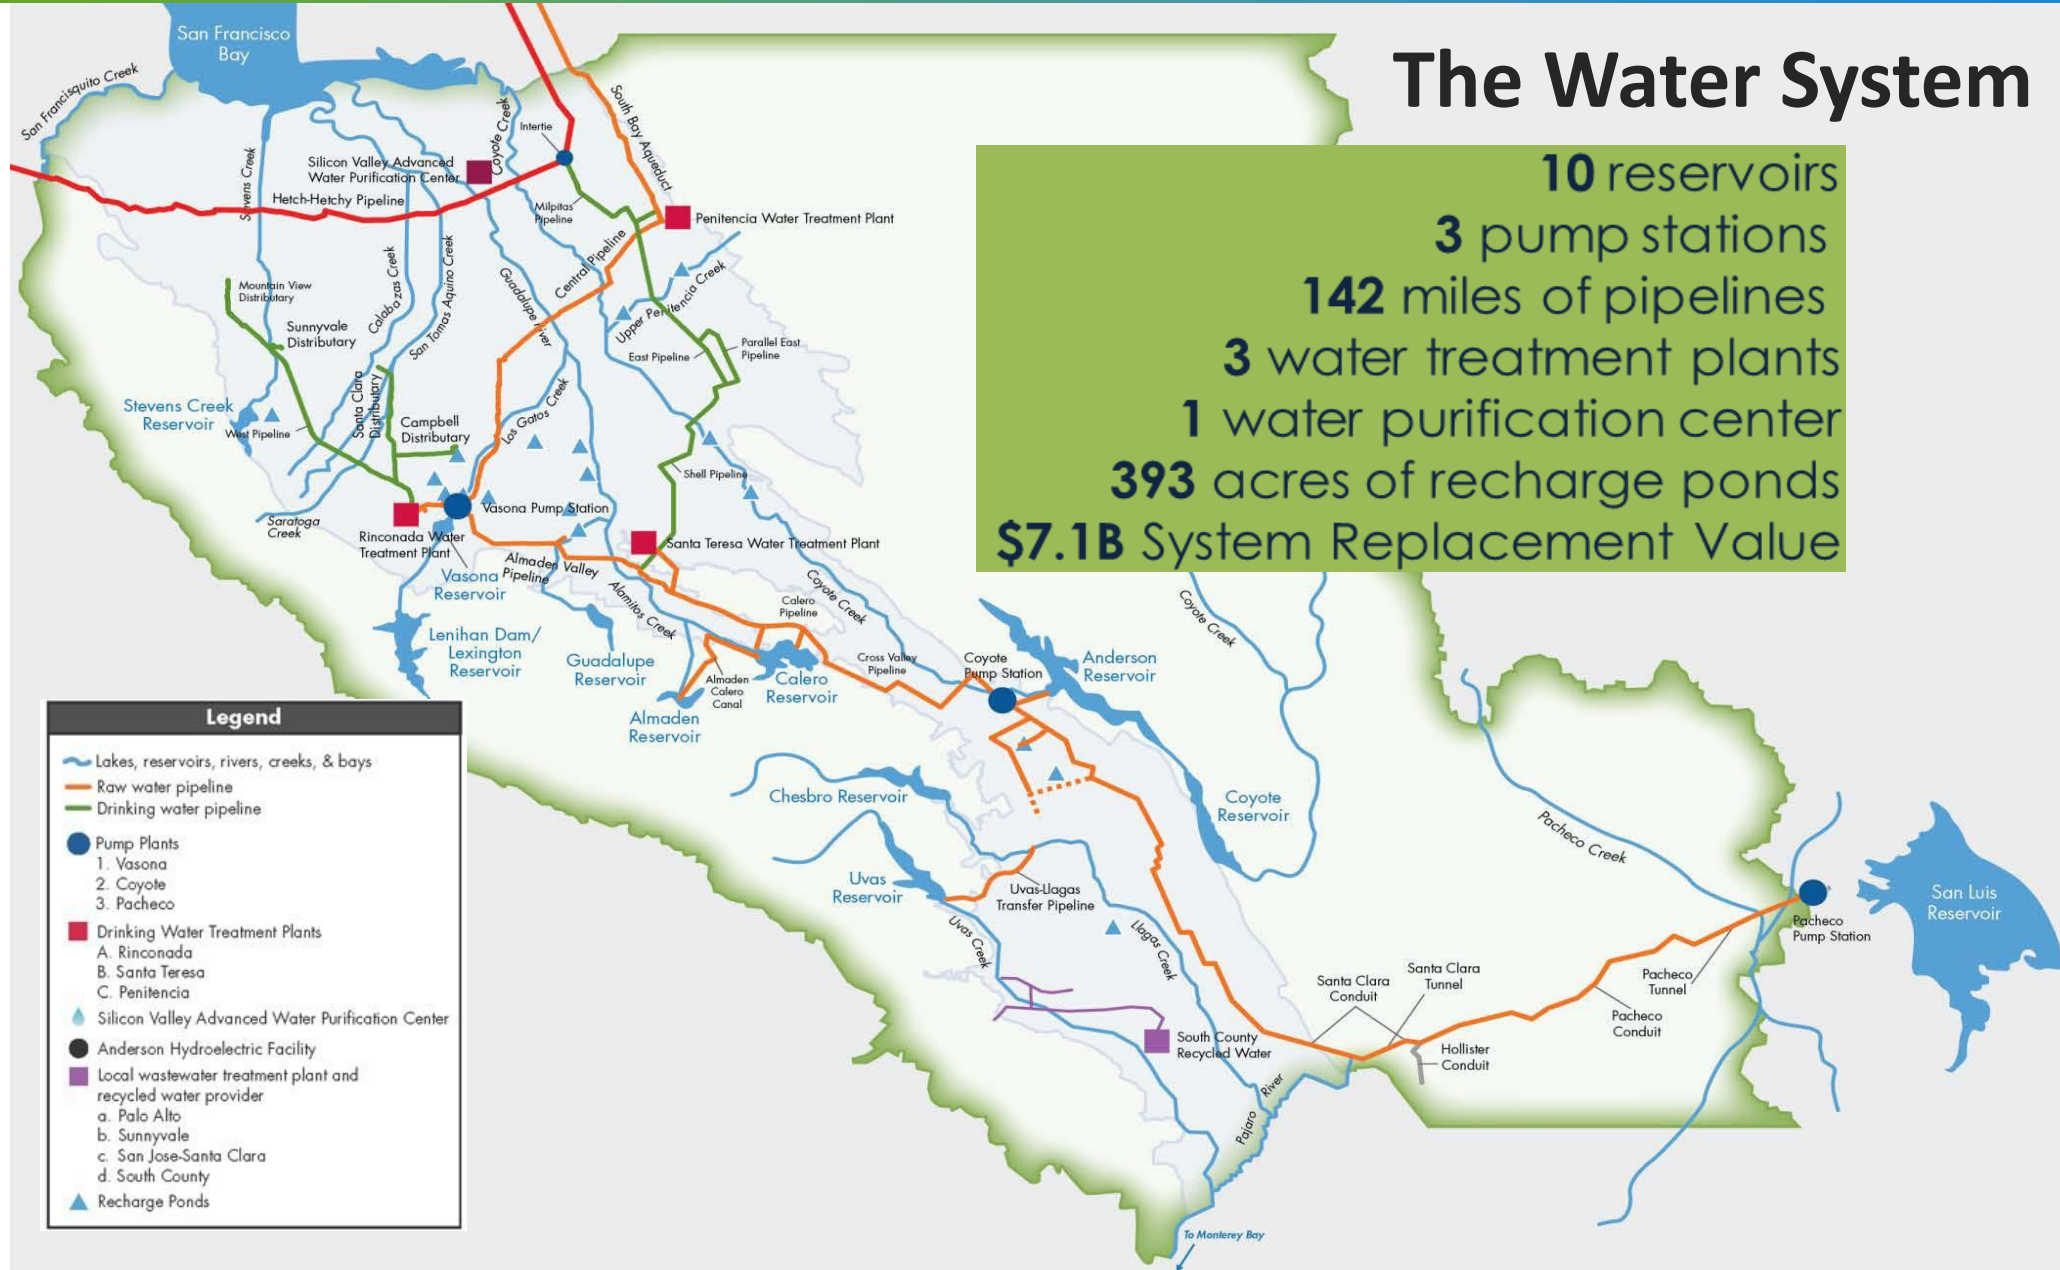 The Water System
10 reservoirs
3 pump stations
142 miles of pipelines
3 water treatment plants
1 water purification center
393 acres of recharge ponds
$7.1B System Replacement Value
San Francisco
Bay
San Francisquito Creek
Stevens Creek
Silicon Valley Advanced
Water Purification Center
Coyote Creek
Intertie
South Bay Aqueduct
Hetch-Hetchy Pipeline
Milpitas
Pipeline
Penitencia Water Treatment Plant
Mountain View
Distributary
Sunnyvale
Distributary
Calabazas Creek
San Tomas Aquino Creek
Guadalupe River
Central Pipeline
Upper Penitencia Creek
East Pipeline
Parallel East
Pipeline
Stevens Creek
Reservoir
West Pipeline
Santa Clara
Distributary
Campbell
Distributary
Los Gatos Creek
Shell Pipeline
Saratoga
Creek
Vasona Pump Station
Rinconada Water
Treatment Plant
Santa Teresa Water Treatment Plant
Vasona
Reservoir
Almaden Valley
Pipeline
Alamitos Creek
Calero
Pipeline
Coyote Creek
Coyote Creek
Lenihan Dam/
Lexington
Reservoir
Guadalupe
Reservoir
Almaden
Calero
Canal
Calero
Reservoir
Cross Valley
Pipeline
Coyote
Pump Station
Anderson
Reservoir
Almaden
Reservoir
Chesbro Reservoir
Coyote
Reservoir
Pacheco Creek
Uvas
Reservoir
Uvas-Llagas
Transfer Pipeline
Uvas Creek
Llagas Creek
San Luis
Reservoir
Pacheco
Pump Station
Santa Clara
Conduit
Santa Clara
Tunnel
Pacheco
Tunnel
Pacheco
Conduit
Hollister
Conduit
South County
Recycled Water
Pajaro River
To Monterey Bay
Legend
Lakes, reservoirs, rivers, creeks, & bays
Raw water pipeline
Drinking water pipeline
Pump Plants
1. Vasona
2. Coyote
3. Pacheco
Drinking Water Treatment Plants
A. Rinconada
B. Santa Teresa
C. Penitencia
Silicon Valley Advanced Water Purification Center
Anderson Hydroelectric Facility
Local wastewater treatment plant and
recycled water provider
a. Palo Alto
b. Sunnyvale
c. San Jose-Santa Clara
d. South County
Recharge Ponds